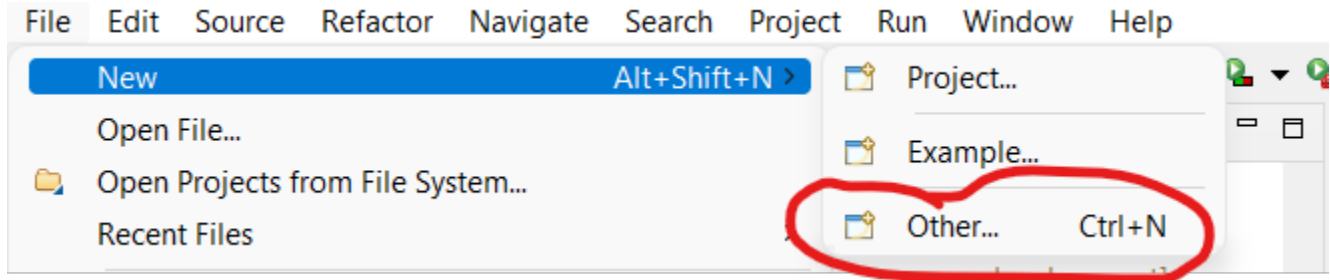 File Edit Source Refactor Navigate Search Project Run Window Help
New Alt+Shift+N
Project...
Open File...
Example...
Open Projects from File System...
Other... Ctrl+N
Recent Files